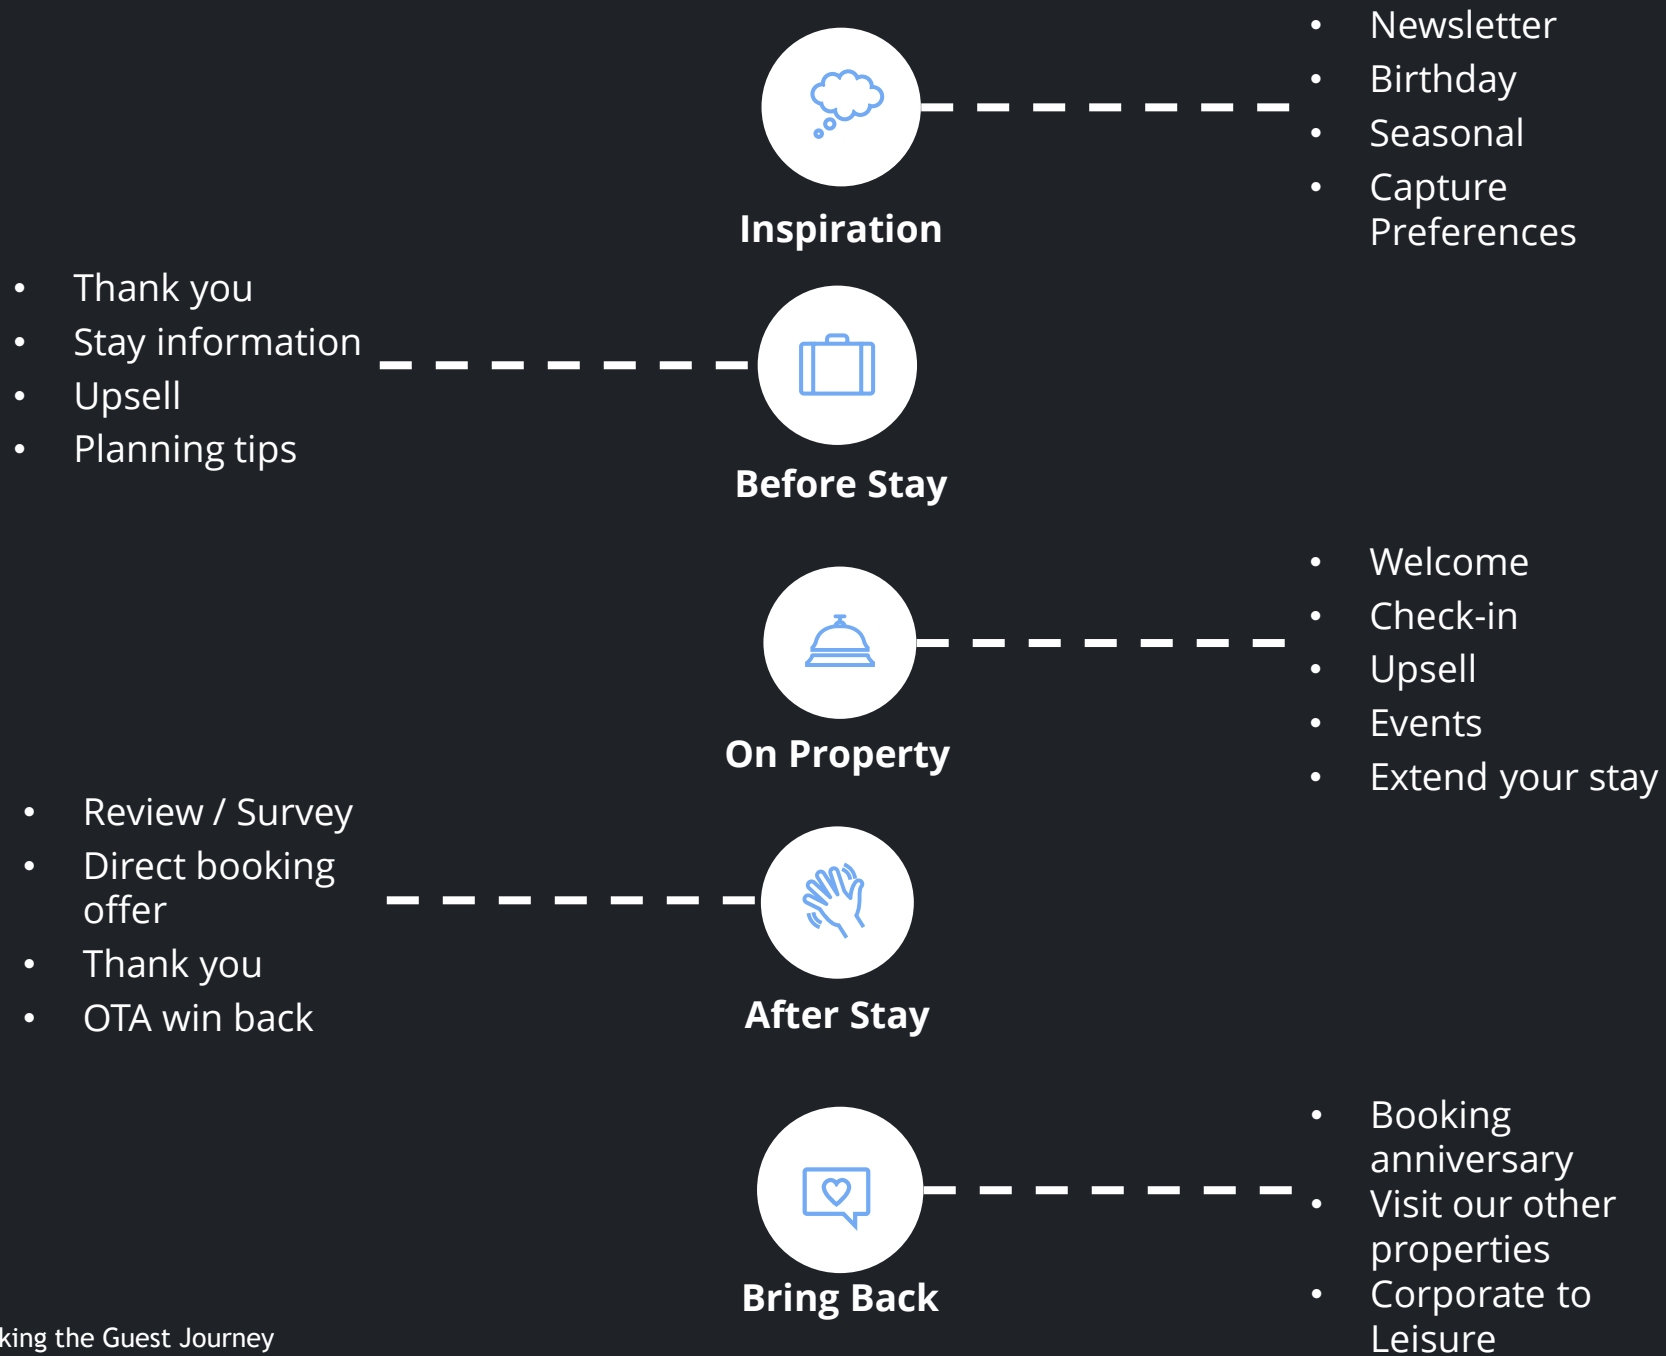 • Newsletter
• Birthday
• Seasonal
• Capture
Preferences
Inspiration
• Thank you
• Stay information
• Upsell
• Planning tips
Before Stay
• Welcome
• Check-in
• Upsell
• Events
• Extend your stay
On Property
• Review / Survey
• Direct booking
offer
• Thank you
• OTA win back
After Stay
• Booking
anniversary
• Visit our other
properties
• Corporate to
Leisure
Bring Back
the Guest Journey